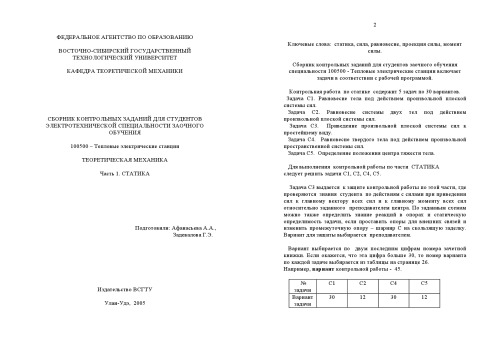 ФЕДЕРАЛЬНОЕ АГЕНТСТВО ПО ОБРАЗОВАНИЮ
ВОСТОЧНО-СИБИРСКИЙ ГОСУДАРСТВЕННЫЙ
ТЕХНОЛОГИЧЕСКИЙ УНИВЕРСИТЕТ
КАФЕДРА ТЕОРЕТИЧЕСКОЙ МЕХАНИКИ
СБОРНИК КОНТРОЛЬНЫХ ЗАДАНИЙ ДЛЯ СТУДЕНТОВ
ЭЛЕКТРОТЕХНИЧЕСКОЙ СПЕЦИАЛЬНОСТИ ЗАОЧНОГО
ОБУЧЕНИЯ
100500 – Тепловые электрические станции
ТЕОРЕТИЧЕСКАЯ МЕХАНИКА
Часть 1. СТАТИКА
Подготовили: Афанасьева А.А.,
Заднвалова Г.Э.
Издательство ВСГТУ
Улан-Удэ, 2005
2
Ключевые слова: статика, сила, равновесие, проекции силы, момент
силы.
Сборник контрольных заданий для студентов заочного обучения
специальности 100500 - Тепловые электрические станции включает
задачи в соответствии с рабочей программой.
Контрольная работа по статике содержит 5 задач по 30 вариантов.
Задача С1. Равновесие тела под действием произвольной плоской
системы сил.
Задача С2. Равновесие системы двух тел под действием
произвольной плоской системы сил.
Задача С3. Приведение произвольной плоской системы сил к
простейшему виду.
Задача С4. Равновесие твердого тела под действием произвольной
пространственной системы сил.
Задача С5. Определение положения центра тяжести тела.
Для выполнения контрольной работы по части СТАТИКА
следует решить задачи С1, С2, С4, С5.
Задача С3 выдается к защите контрольной работы по этой части, где
проверяются знания студента по действиям с силами при приведении
сил к главному вектору всех сил и к главному моменту всех сил
относительно заданного преподавателем центра. По заданным схемам
можно также определить знание реакций в опорах и статическую
определимость задачи, если проставить опоры для внешних связей и
изменить промежуточную опору – шарнир С на скользящую заделку.
Вариант для защиты выбирается преподавателем.
Вариант выбирается по двум последним цифрам номера зачетной
книжки. Если окажется, что эта цифра больше 30, то номер варианта
по каждой задаче выбирается из таблицы на странице 26.
Например, вариант контрольной работы - 45.
№ С1 С2 С4 С5
задачи
Вариант 30 12 30 12
задачи